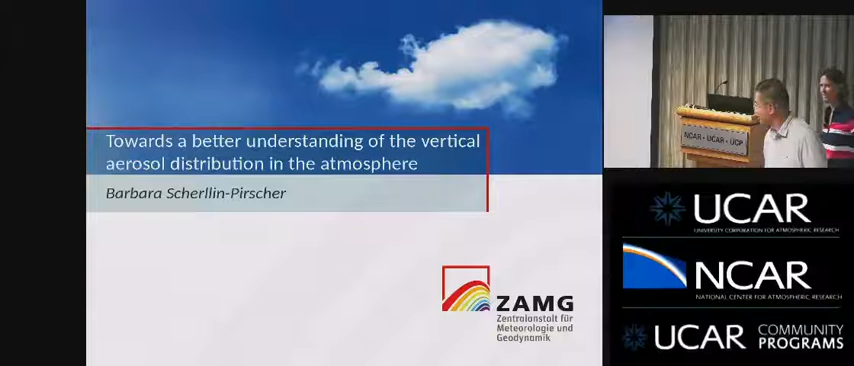 Towards a better understanding of the vertical
aerosol distribution in the atmosphere
Barbara Scherllin-Pirscher
ZAMG
Zentralanstalt für
Meteorologie und
Geodynamik
NCAR - UCAR - UCP
UCAR
UNIVERSITY CORPORATION FOR ATMOSPHERIC RESEARCH
NCAR
NATIONAL CENTER FOR ATMOSPHERIC RESEARCH
UCAR COMMUNITY
PROGRAMS